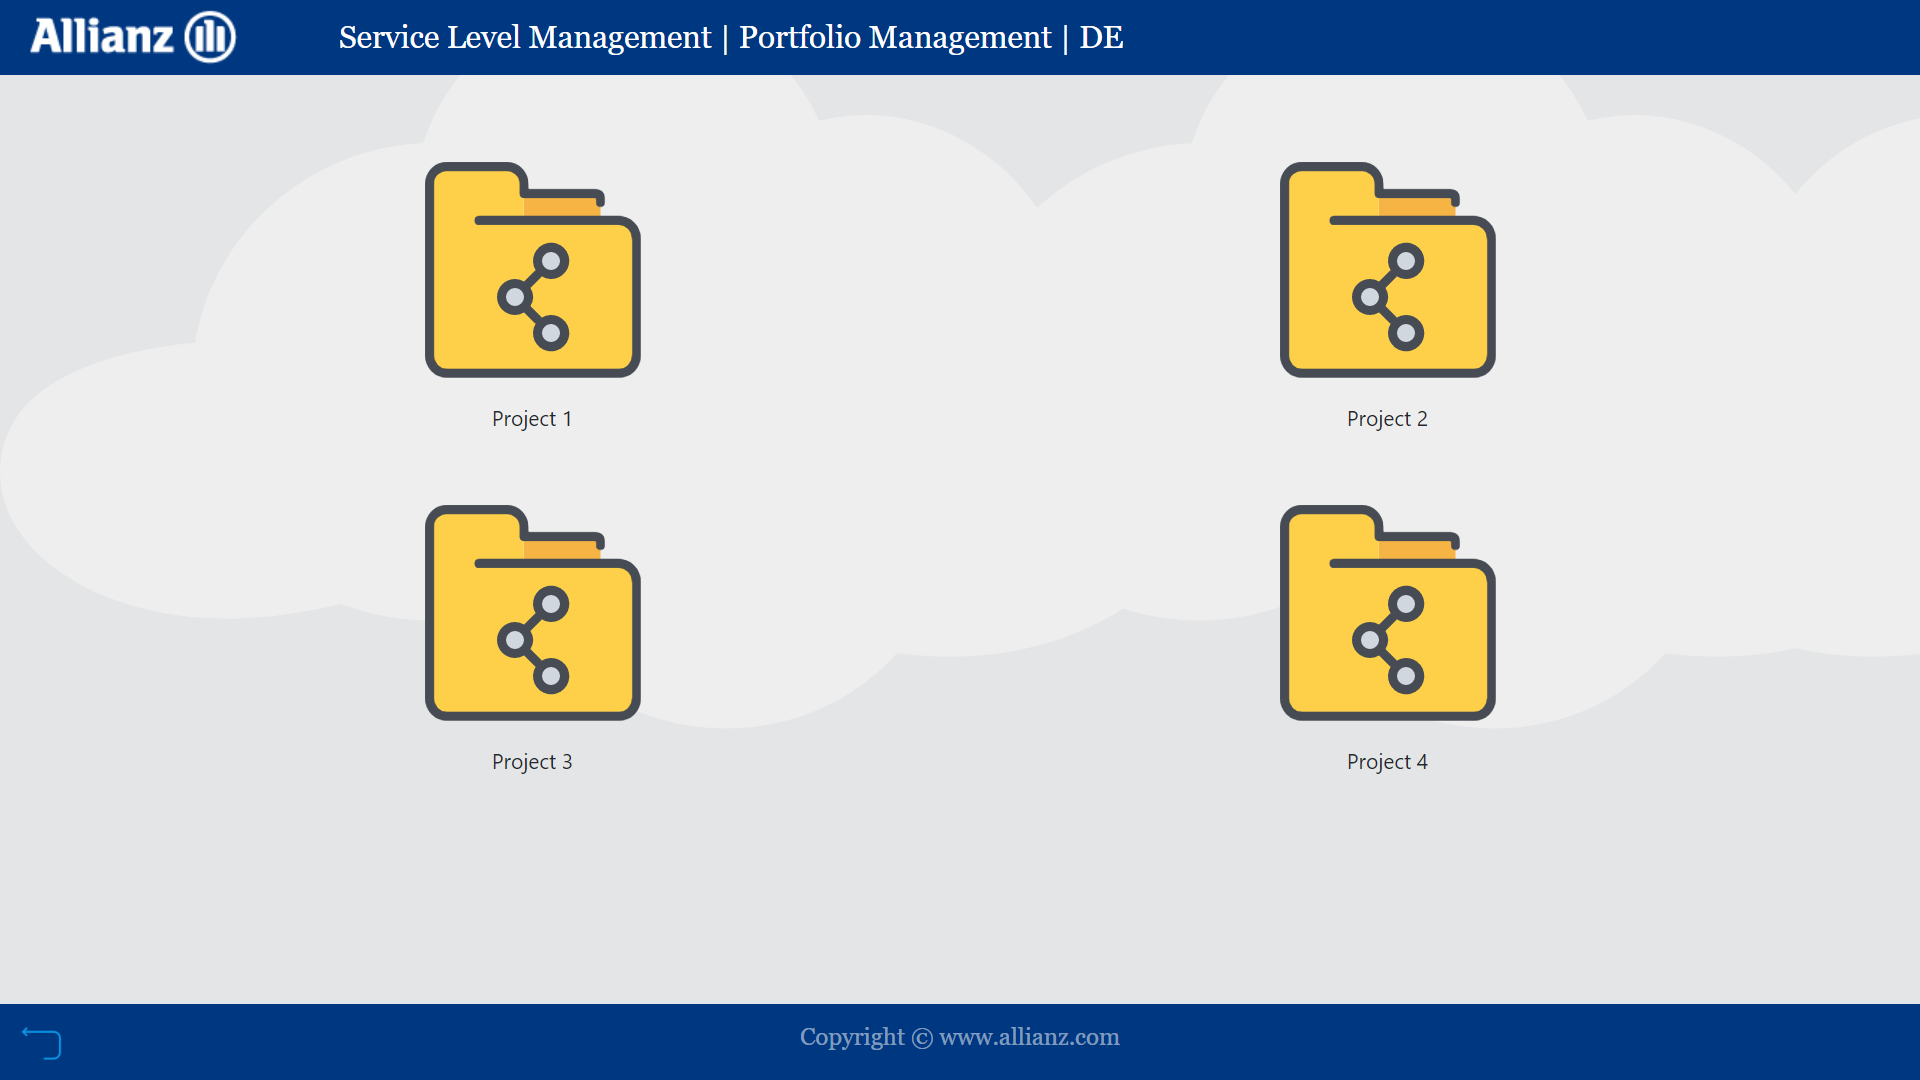 Allianz
Service Level Management | Portfolio Management | DE
Project 1
Project 2
Project 3
Project 4
Copyright © www.allianz.com